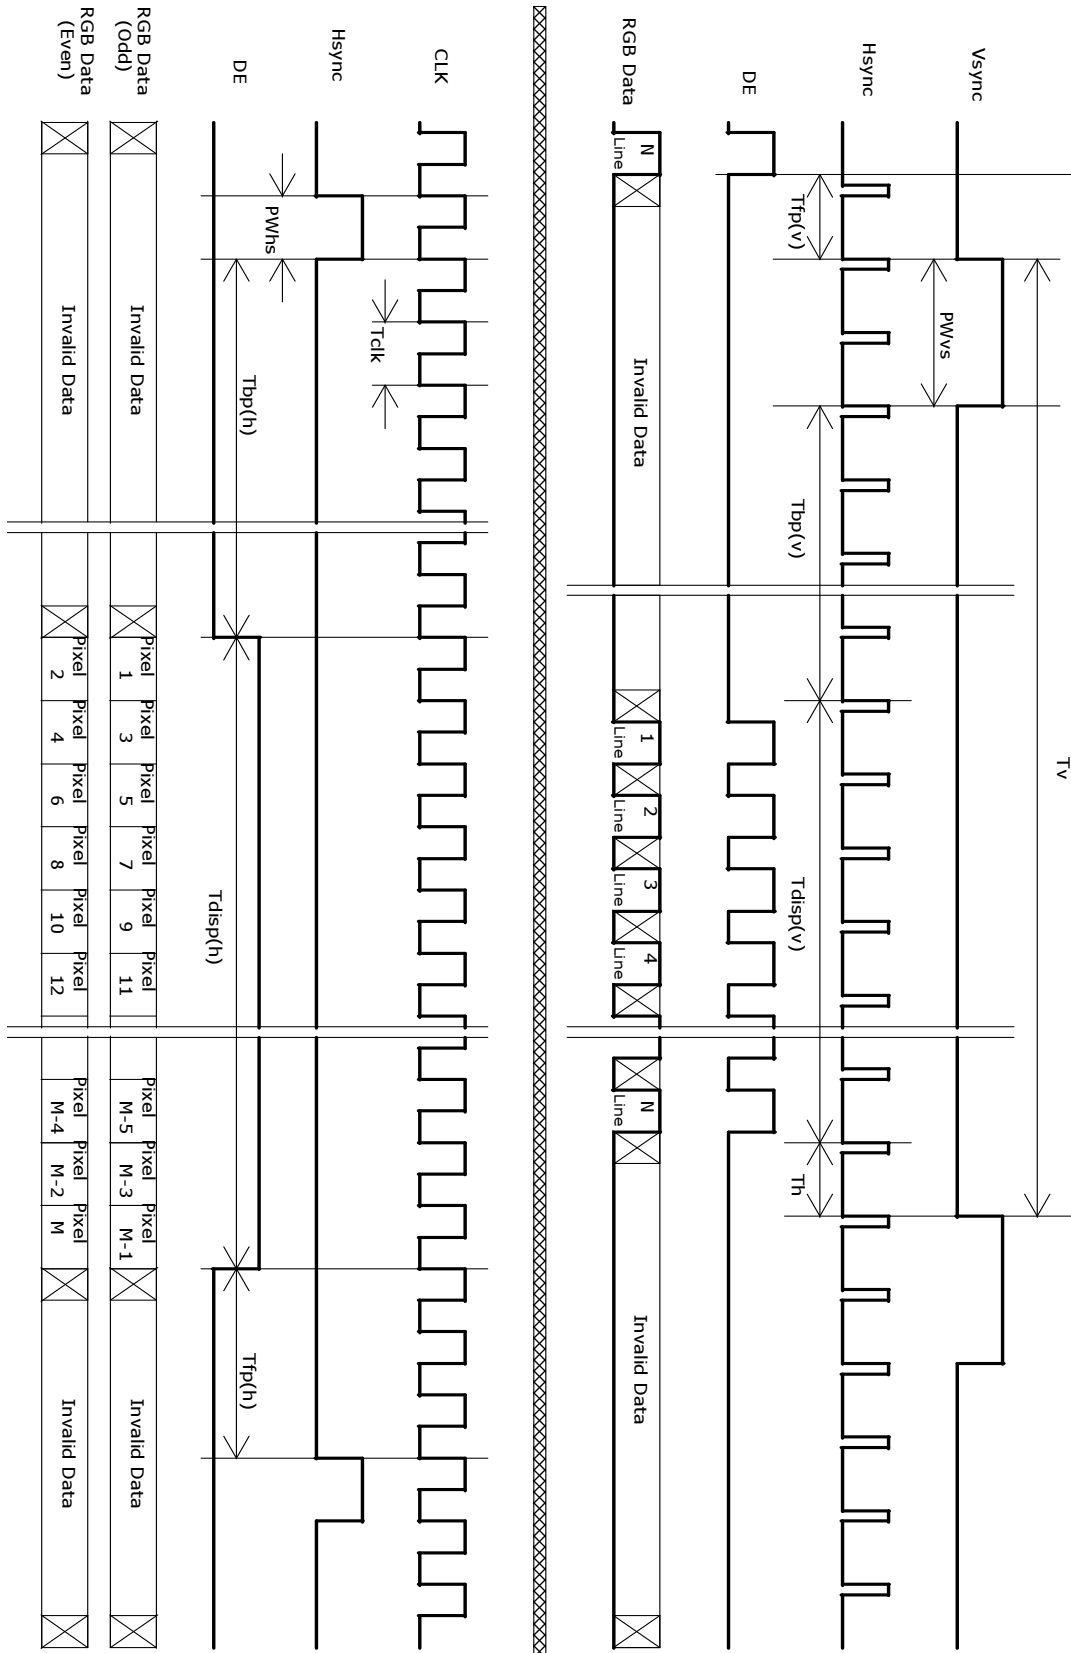 Vsync
Tv
PWvs
Hsync
Tfp(v)
Tbp(v)
Tdisp(v)
Th
DE
RGB Data
Line N
Invalid Data
Line 1
Line 2
Line 3
Line 4
Line N
Invalid Data
CLK
Tclk
Hsync
PWhs
DE
Tbp(h)
Tdisp(h)
Tfp(h)
RGB Data
(Odd)
Invalid Data
Pixel 1
Pixel 3
Pixel 5
Pixel 7
Pixel 9
Pixel 11
Pixel M-5
Pixel M-3
Pixel M-1
Invalid Data
RGB Data
(Even)
Invalid Data
Pixel 2
Pixel 4
Pixel 6
Pixel 8
Pixel 10
Pixel 12
Pixel M-4
Pixel M-2
Pixel M
Invalid Data